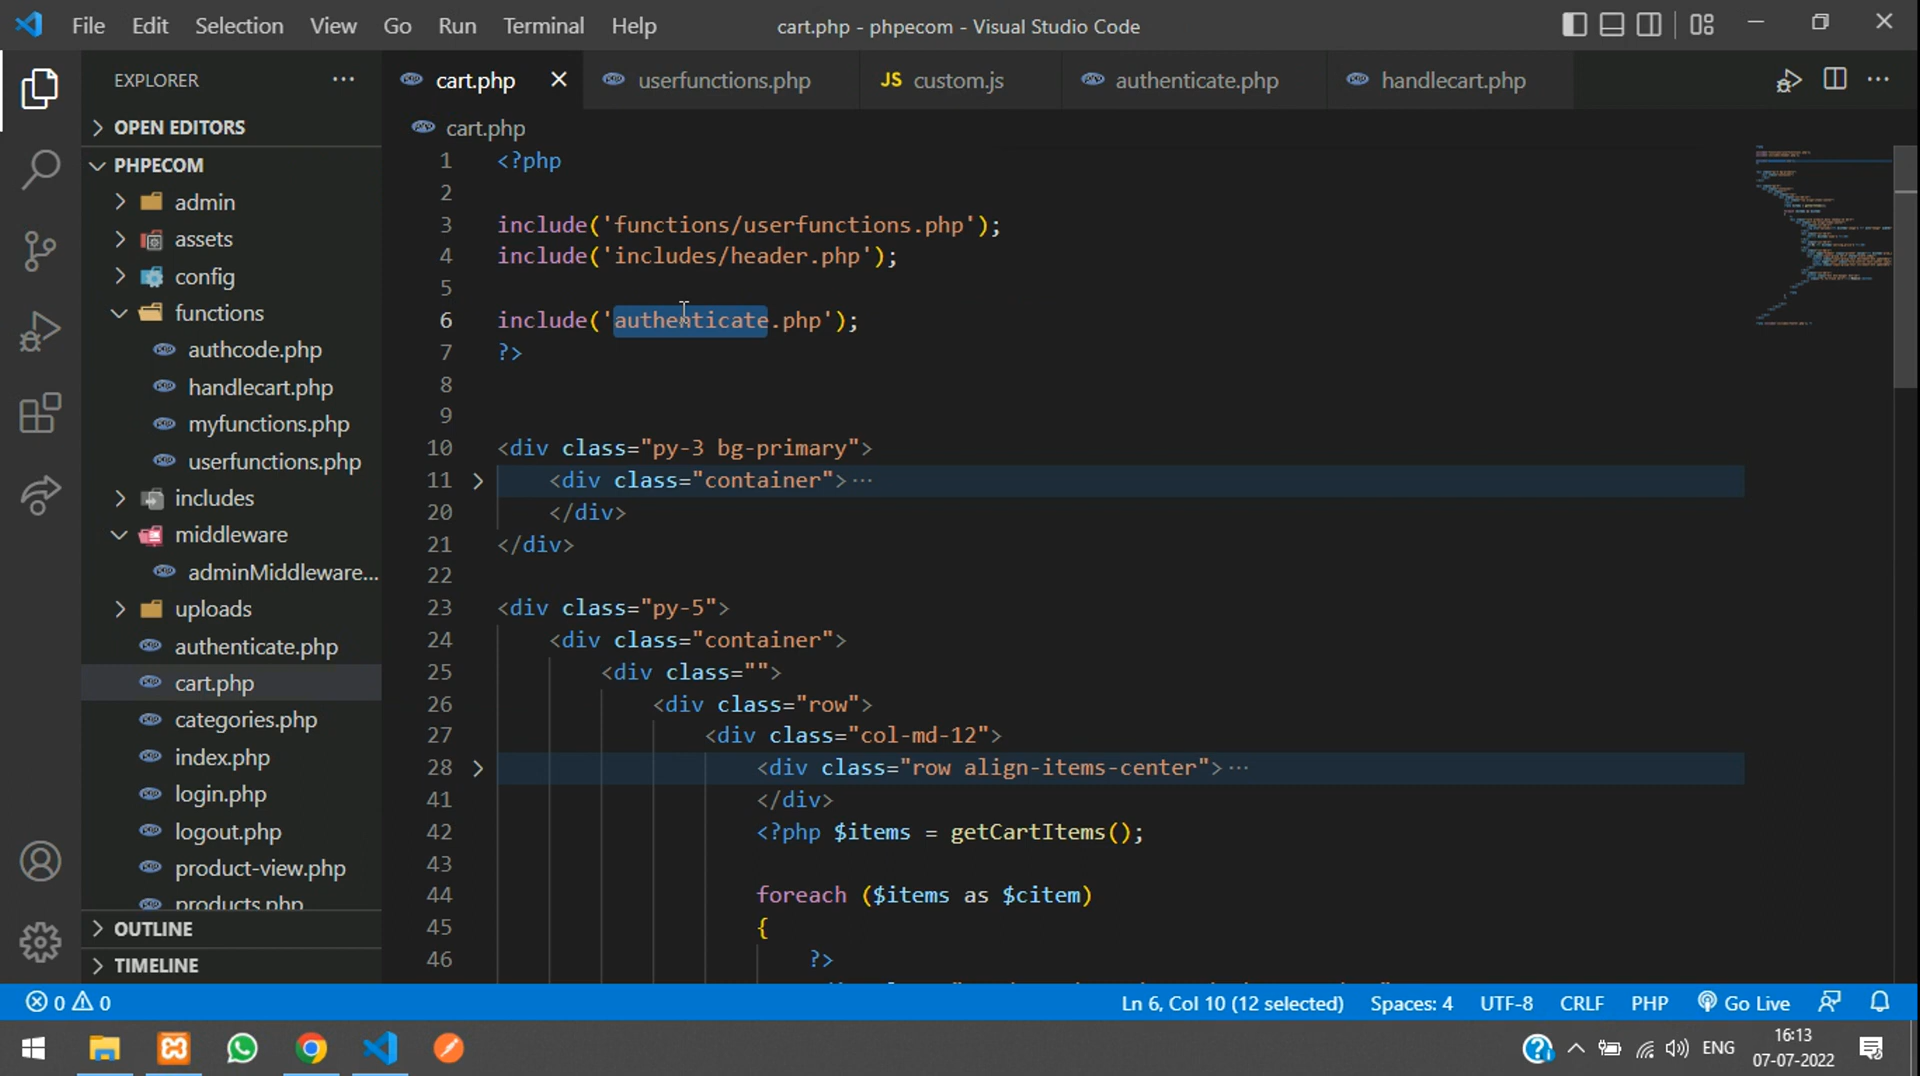 File Edit Selection View Go Run Terminal Help
cart.php - phpecom - Visual Studio Code
EXPLORER
cart.php
userfunctions.php
JS custom.js
authenticate.php
handlecart.php
OPEN EDITORS
PHPECOM
admin
assets
config
functions
authcode.php
handlecart.php
myfunctions.php
userfunctions.php
includes
middleware
adminMiddleware...
uploads
authenticate.php
cart.php
categories.php
index.php
login.php
logout.php
product-view.php
products.php
OUTLINE
TIMELINE
cart.php
1 <?php
2
3 include('functions/userfunctions.php');
4 include('includes/header.php');
5
6 include('authenticate.php');
7 ?>
8
9
10 <div class="py-3 bg-primary">
11 <div class="container">...
20 </div>
21 </div>
22
23 <div class="py-5">
24 <div class="container">
25 <div class="">
26 <div class="row">
27 <div class="col-md-12">
28 <div class="row align-items-center">...
41 </div>
42 <?php $items = getCartItems();
43
44 foreach ($items as $citem)
45 {
46 ?>
0 0
Ln 6, Col 10 (12 selected) Spaces: 4 UTF-8 CRLF PHP Go Live
ENG
16:13
07-07-2022